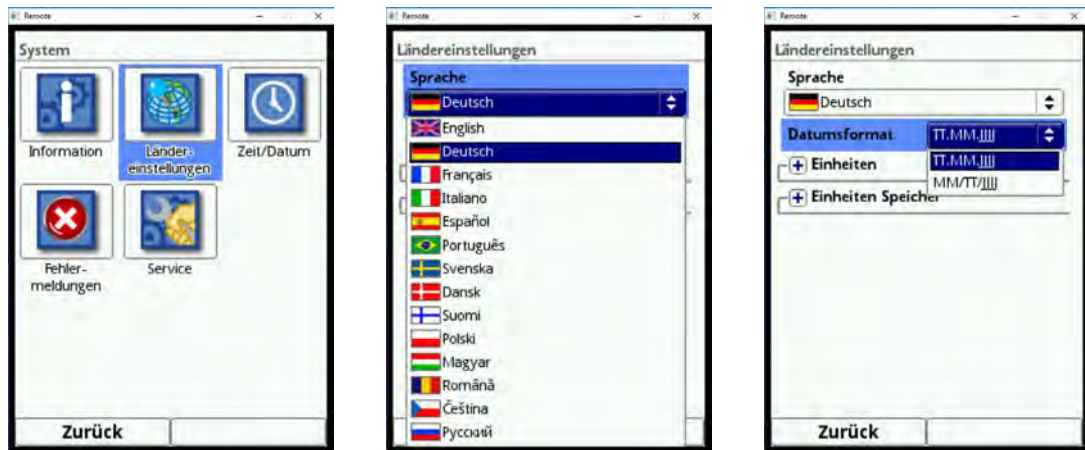 Remote
System
Information
Länder-
einstellungen
Zeit/Datum
Fehler-
meldungen
Service
Zurück
Remote
Ländereinstellungen
Sprache
Deutsch
English
Deutsch
Français
Italiano
Español
Português
Svenska
Dansk
Suomi
Polski
Magyar
Română
Čeština
Русский
Remote
Ländereinstellungen
Sprache
Deutsch
Datumsformat TT.MM.JJJJ
TT.MM.JJJJ
MM/TT/JJJJ
Einheiten
Einheiten Speicher
Zurück